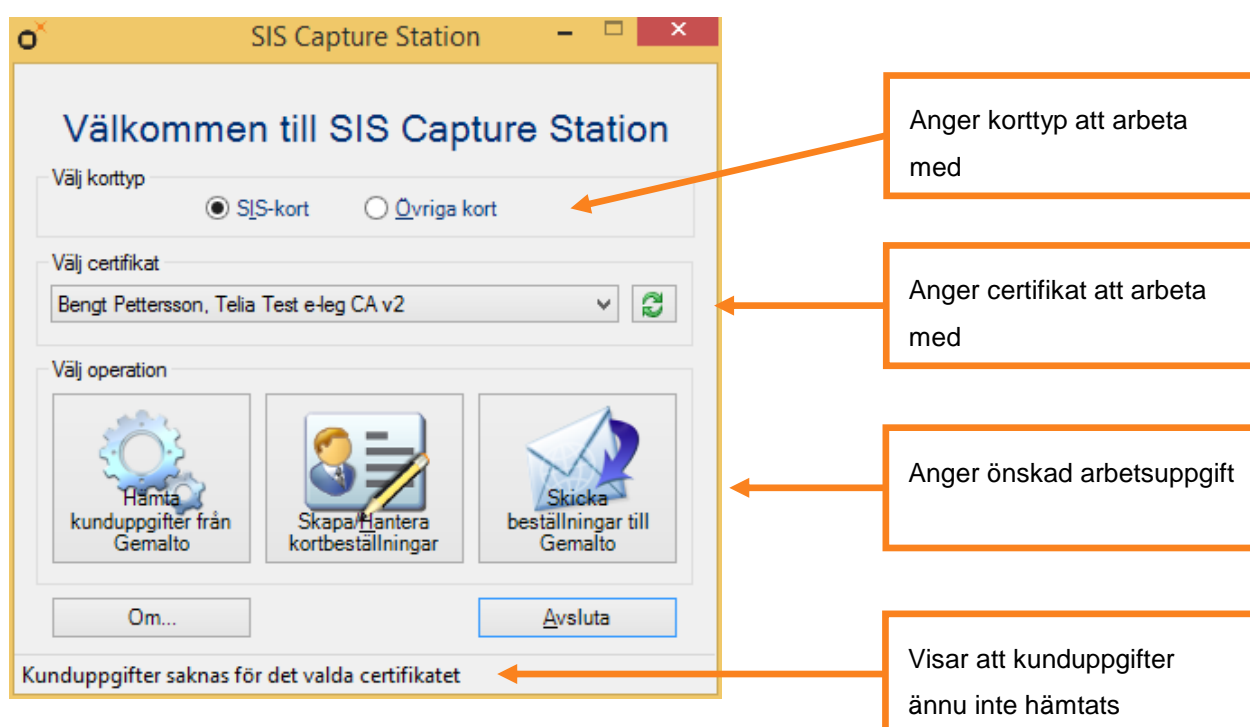 SIS Capture Station
Välkommen till SIS Capture Station
Välj korttyp
SIS-kort
Övriga kort
Välj certifikat
Bengt Pettersson, Telia Test e-leg CA v2
Välj operation
Hämta
kunduppgifter från
Gemalto
Skapa/Hantera
kortbeställningar
Skicka
beställningar till
Gemalto
Om...
Avsluta
Kunduppgifter saknas för det valda certifikatet
Anger korttyp att arbeta
med
Anger certifikat att arbeta
med
Anger önskad arbetsuppgift
Visar att kunduppgifter
ännu inte hämtats